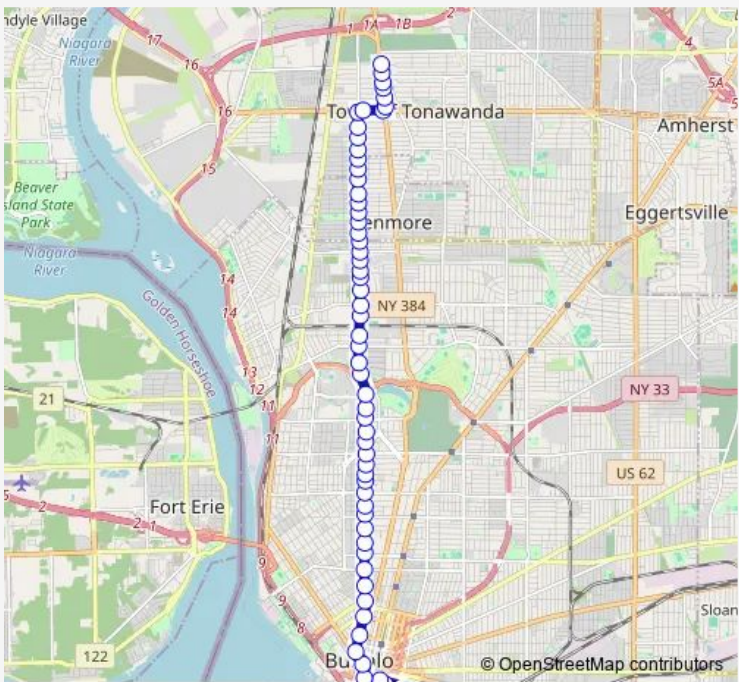 ndyle Village
1
1A
1B
2
Niagara
River
17
16
4
16
5A
5
Tonawanda
Amherst
15
Beaver
sland State
Park
enmore
Eggertsville
Niagara
River
14
Golden Horseshoe
14
NY 384
13
12
21
11
NY 33
11
US 62
5
2
2
1
Fort Erie
9
9
Sloan
8
122
© OpenStreetMap contributors